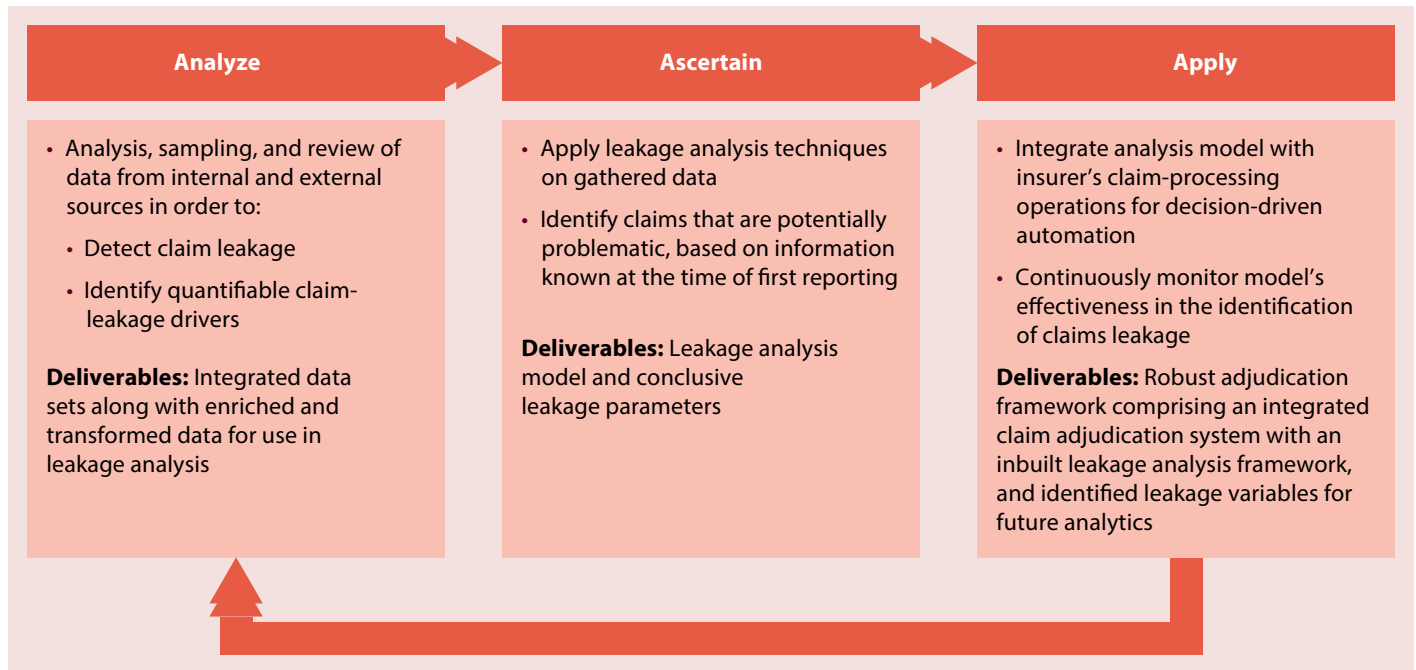 Analyze
• Analysis, sampling, and review of
data from internal and external
sources in order to:
• Detect claim leakage
• Identify quantifiable claim-
leakage drivers
Deliverables: Integrated data
sets along with enriched and
transformed data for use in
leakage analysis
Ascertain
• Apply leakage analysis techniques
on gathered data
• Identify claims that are potentially
problematic, based on information
known at the time of first reporting
Deliverables: Leakage analysis
model and conclusive
leakage parameters
Apply
• Integrate analysis model with
insurer's claim-processing
operations for decision-driven
automation
• Continuously monitor model's
effectiveness in the identification
of claims leakage
Deliverables: Robust adjudication
framework comprising an integrated
claim adjudication system with an
inbuilt leakage analysis framework,
and identified leakage variables for
future analytics